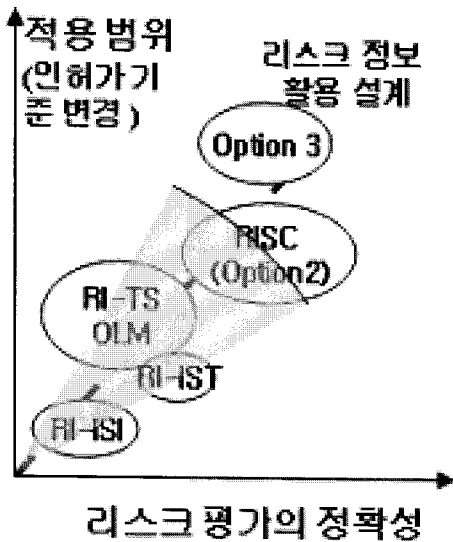 적용 범위
(인허가기
준 변경)
리스크 정보
활용 설계
Option 3
RISC
(Option2)
RI-TS
OLM
RI-IST
RI-ISI
리스크 평가의 정확성